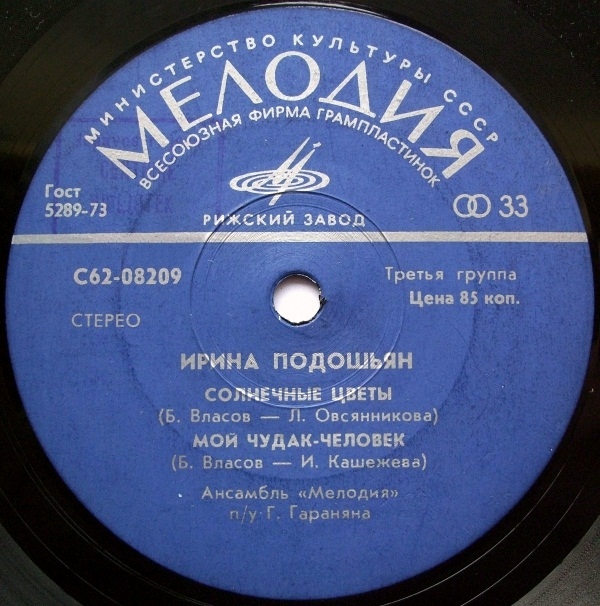 МИНИСТЕРСТВО КУЛЬТУРЫ СССР
МЕЛОДИЯ
ВСЕСОЮЗНАЯ ФИРМА ГРАМПЛАСТИНОК
Гост
5289-73
РИЖСКИЙ ЗАВОД
33
С62-08209
СТЕРЕО
Третья группа
Цена 85 коп.
ИРИНА ПОДОШЬЯН
СОЛНЕЧНЫЕ ЦВЕТЫ
(Б. Власов — Л. Овсянникова)
МОЙ ЧУДАК-ЧЕЛОВЕК
(Б. Власов — И. Кашежева)
Ансамбль «Мелодия»
п/у Г. Гараняна